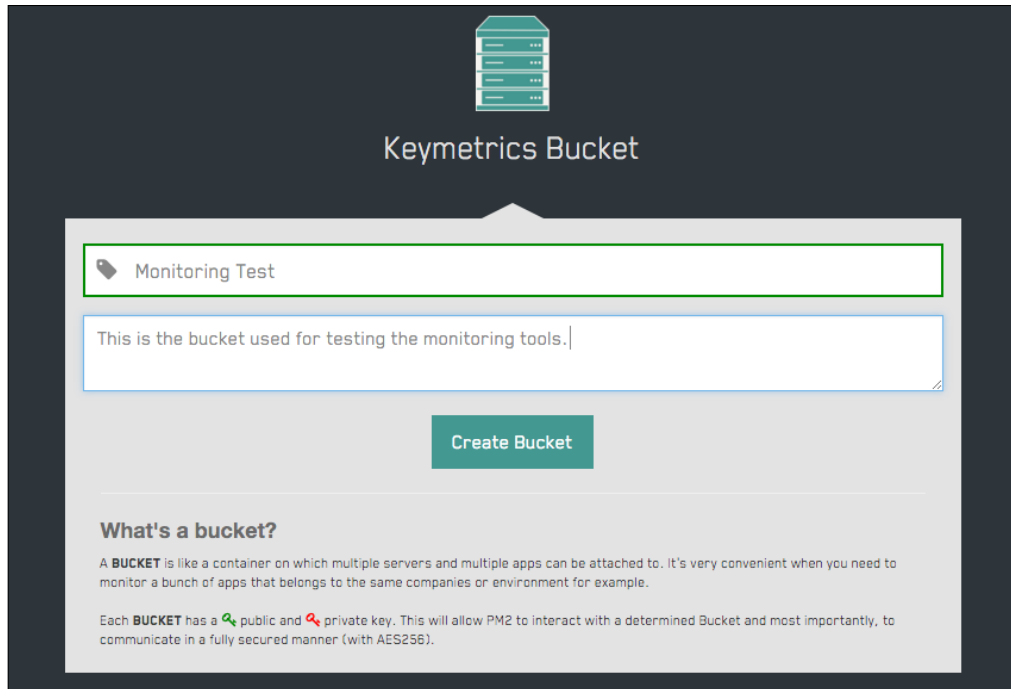 Keymetrics Bucket
Monitoring Test
This is the bucket used for testing the monitoring tools.
Create Bucket
What's a bucket?
A BUCKET is like a container on which multiple servers and multiple apps can be attached to. It's very convenient when you need to
monitor a bunch of apps that belongs to the same companies or environment for example.
Each BUCKET has a public and private key. This will allow PM2 to interact with a determined Bucket and most importantly, to
communicate in a fully secured manner (with AES256).